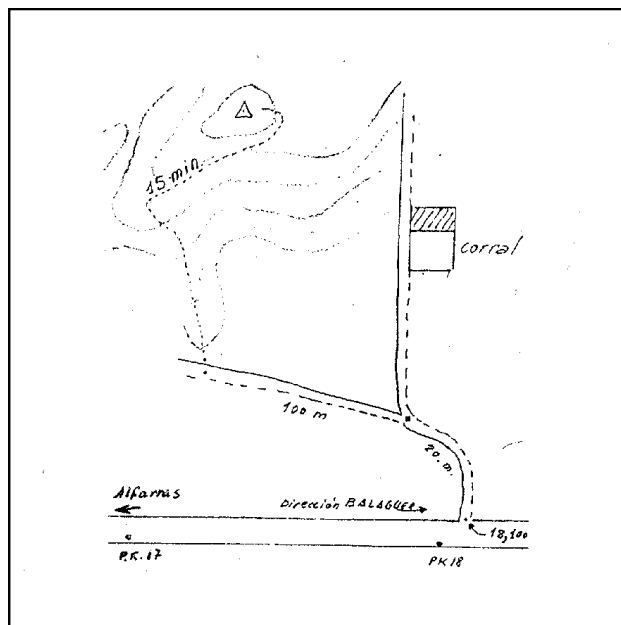 15 min
corral
100 m
20. m.
Alfarras
Dirección BALAGUER
18,100
P.K. 17
PK 18